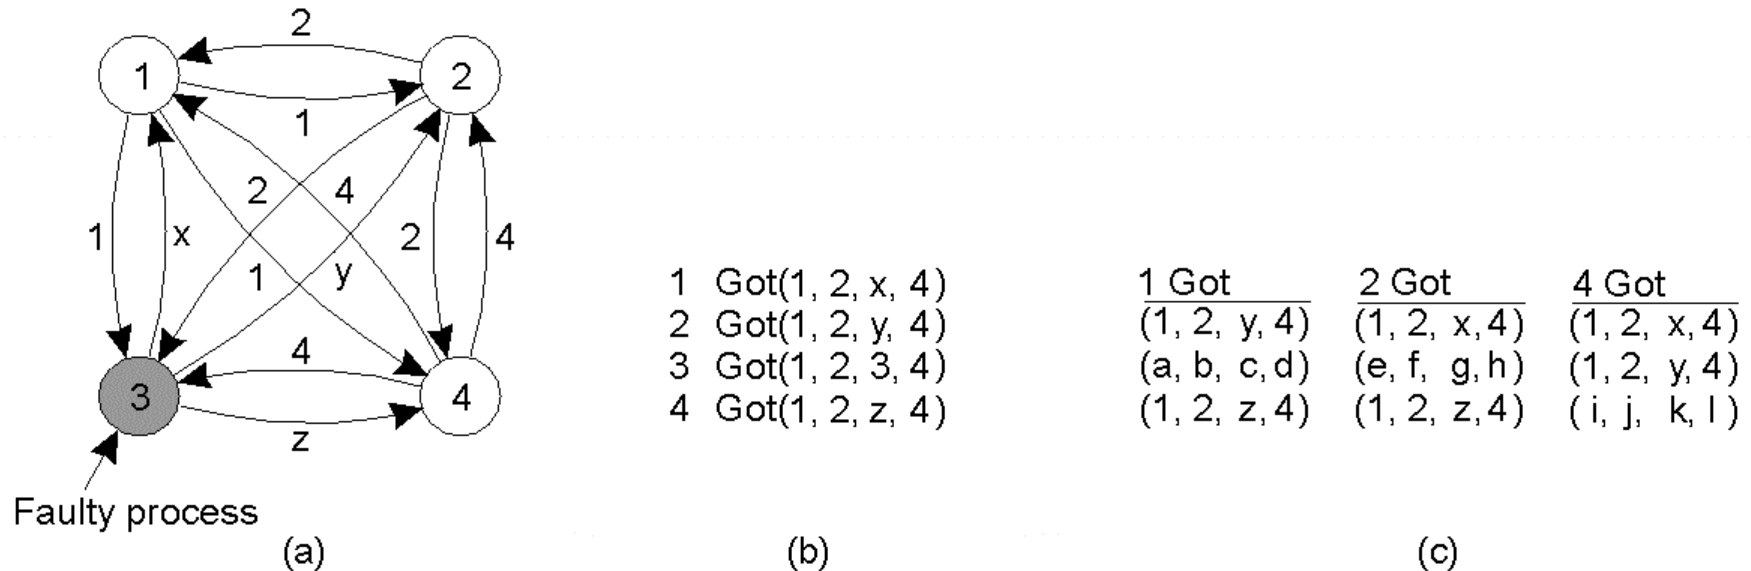 2
1
2
1
2
4
1
x
2
4
1
y
3
4
4
z
Faulty process
(a)
1 Got(1, 2, x, 4)
2 Got(1, 2, y, 4)
3 Got(1, 2, 3, 4)
4 Got(1, 2, z, 4)
(b)
1 Got
(1, 2, y, 4)
(a, b, c, d)
(1, 2, z, 4)
2 Got
(1, 2, x, 4)
(e, f, g, h)
(1, 2, z, 4)
4 Got
(1, 2, x, 4)
(1, 2, y, 4)
(i, j, k, l)
(c)